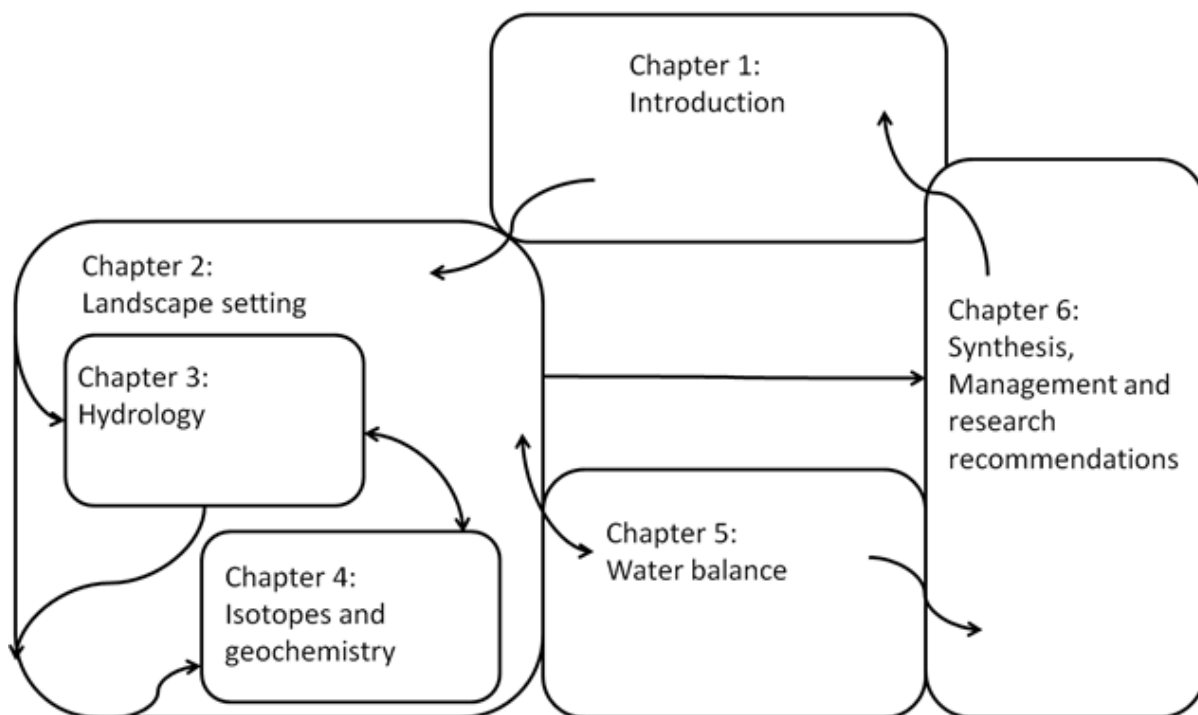 Chapter 1:
Introduction
Chapter 2:
Landscape setting
Chapter 3:
Hydrology
Chapter 4:
Isotopes and
geochemistry
Chapter 5:
Water balance
Chapter 6:
Synthesis,
Management and
research
recommendations